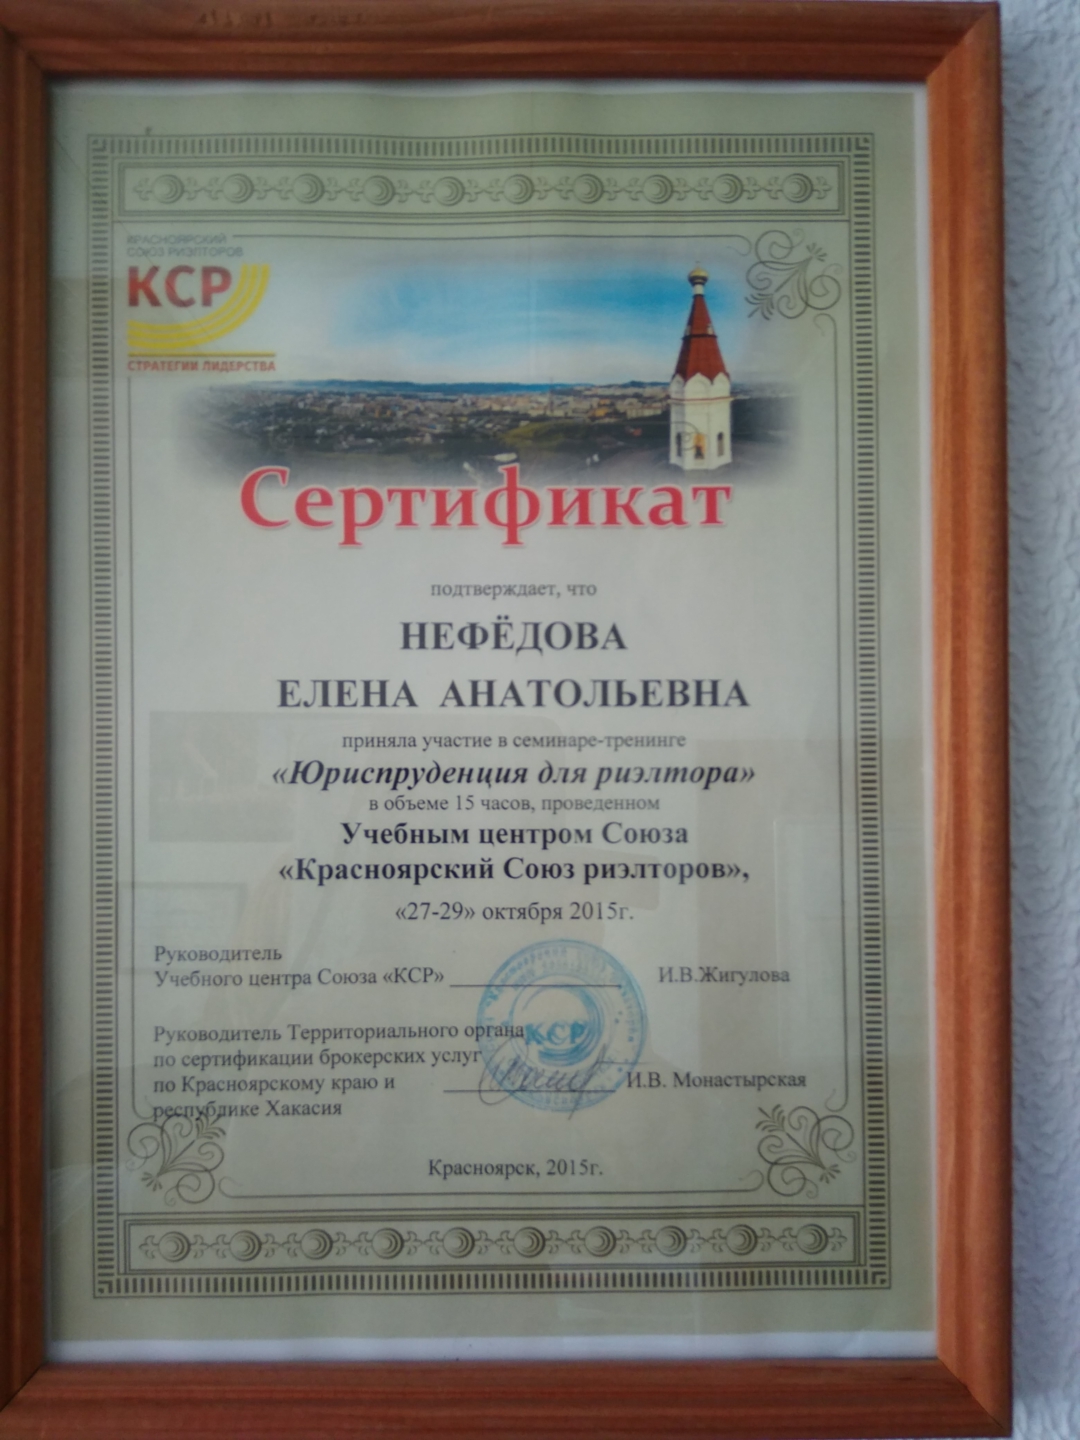 КРАСНОЯРСКИЙ
СОЮЗ РИЭЛТОРОВ
КСР
СТРАТЕГИИ ЛИДЕРСТВА
Сертификат
подтверждает, что
НЕФЁДОВА
ЕЛЕНА АНАТОЛЬЕВНА
приняла участие в семинаре-тренинге
«Юриспруденция для риэлтора»
в объеме 15 часов, проведенном
Учебным центром Союза
«Красноярский Союз риэлторов»,
«27-29» октября 2015г.
Руководитель
Учебного центра Союза «КСР» И.В.Жигулова
Руководитель Территориального органа
по сертификации брокерских услуг
по Красноярскому краю и И.В. Монастырская
республике Хакасия
КСР
Красноярск, 2015г.